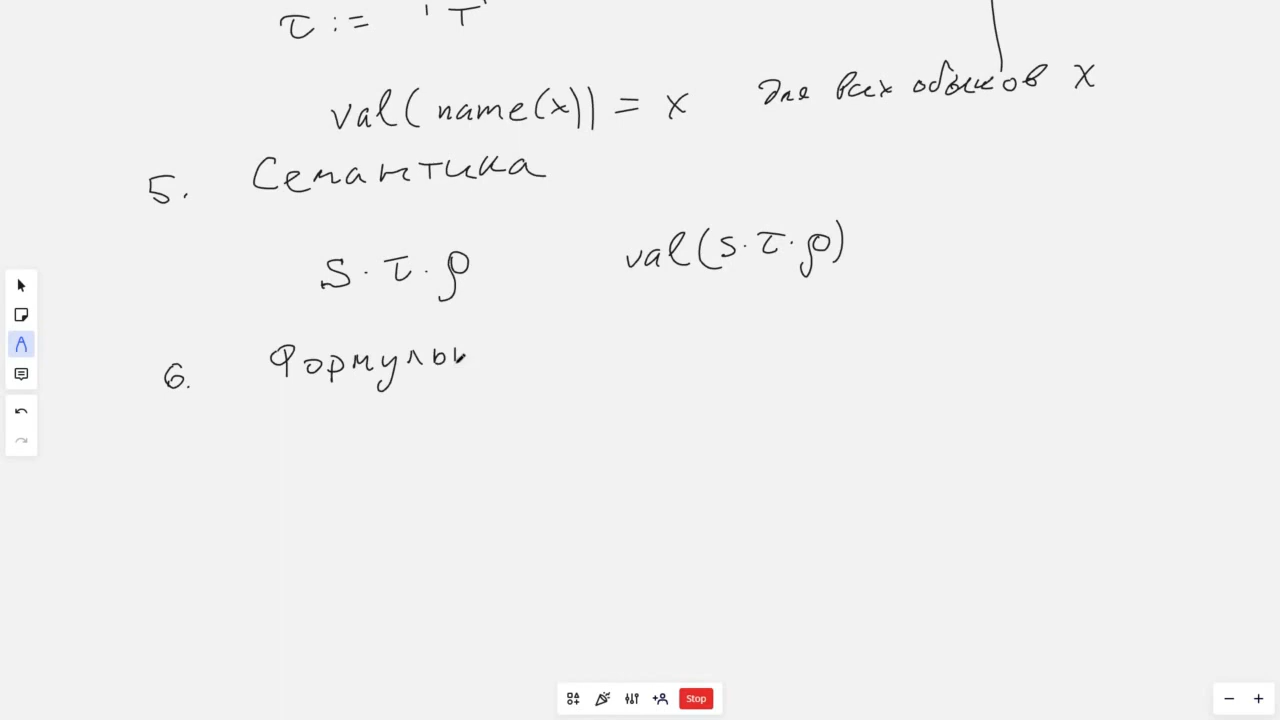 τ := 'T'
val(name(x)) = x для всех объектов x
5. Семантика
S·τ·ρ val(S·τ·ρ)
6. Формулы
Stop